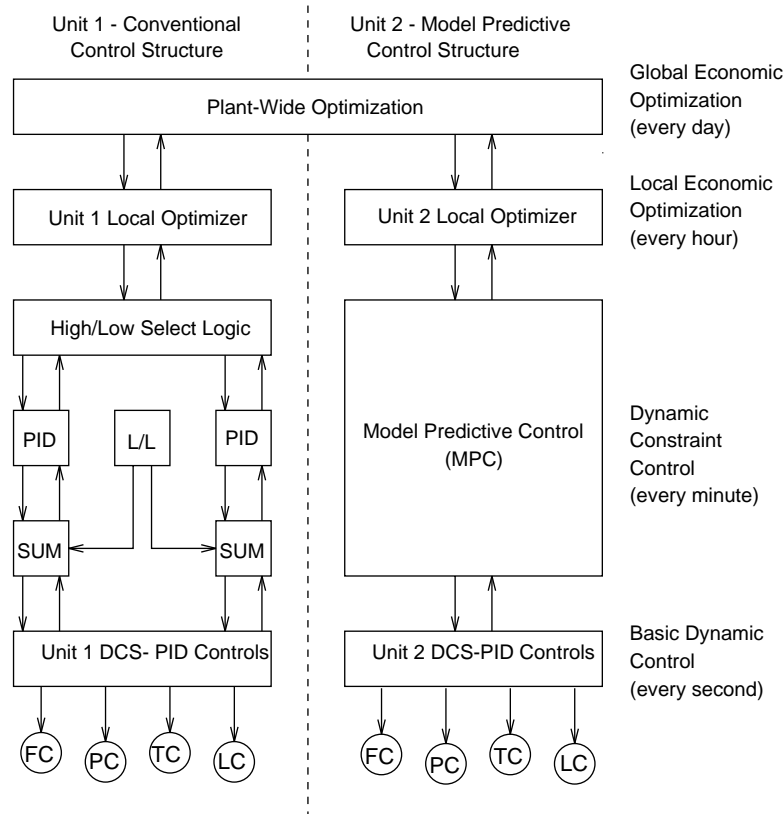 Unit 1 - Conventional
Control Structure
Unit 2 - Model Predictive
Control Structure
Plant-Wide Optimization
Global Economic
Optimization
(every day)
Unit 1 Local Optimizer
Unit 2 Local Optimizer
Local Economic
Optimization
(every hour)
High/Low Select Logic
PID
L/L
PID
SUM
SUM
Model Predictive Control
(MPC)
Dynamic
Constraint
Control
(every minute)
Unit 1 DCS- PID Controls
Unit 2 DCS-PID Controls
Basic Dynamic
Control
(every second)
FC
PC
TC
LC
FC
PC
TC
LC